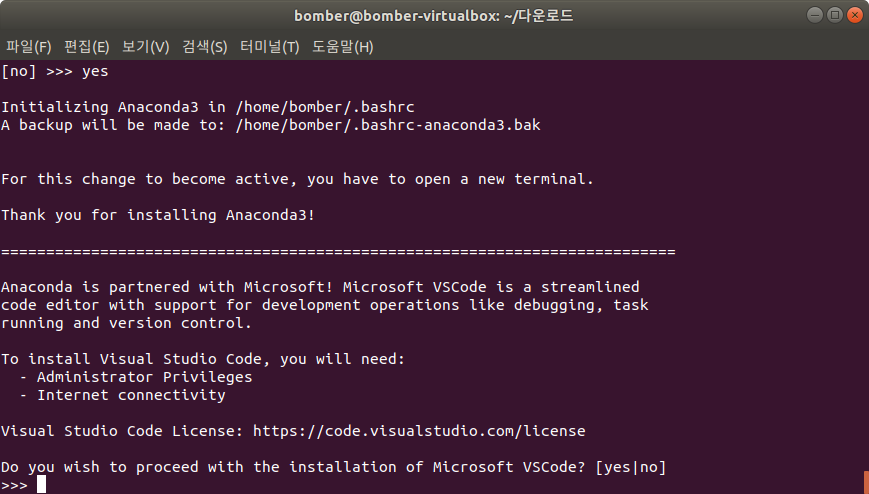 bomber@bomber-virtualbox: ~/다운로드
파일(F) 편집(E) 보기(V) 검색(S) 터미널(T) 도움말(H)
[no] >>> yes
Initializing Anaconda3 in /home/bomber/.bashrc
A backup will be made to: /home/bomber/.bashrc-anaconda3.bak
For this change to become active, you have to open a new terminal.
Thank you for installing Anaconda3!
===========================================================================
Anaconda is partnered with Microsoft! Microsoft VSCode is a streamlined
code editor with support for development operations like debugging, task
running and version control.
To install Visual Studio Code, you will need:
  - Administrator Privileges
  - Internet connectivity
Visual Studio Code License: https://code.visualstudio.com/license
Do you wish to proceed with the installation of Microsoft VSCode? [yes|no]
>>>